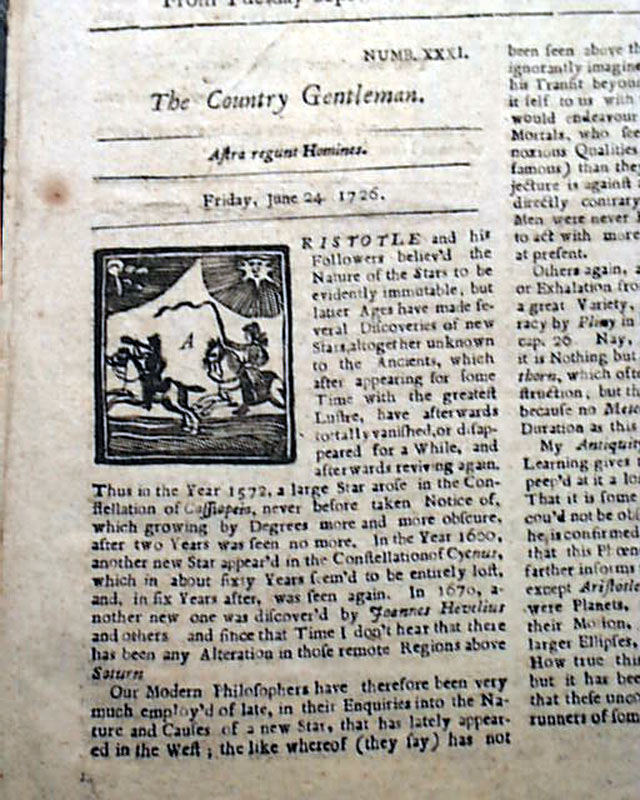 From Tuesday
NUMB. XXXI.
The Country Gentleman.
Aſtra regunt Homines.
Friday, June 24. 1726.
A
RISTOTLE and his
Followers believ'd the
Nature of the Stars to be
evidently immutable, but
latter Ages have made ſe-
veral Diſcoveries of new
Stars, altogether unknown
to the Ancients, which
after appearing for ſome
Time with the greateſt
Luſtre, have afterwards
tottally vaniſhed, or diſap-
peared for a While, and
afterwards reviving again.
Thus in the Year 1572, a large Star aroſe in the Con-
ſtellation of Caſſiopeia, never before taken Notice of,
which growing by Degrees more and more obſcure,
after two Years was ſeen no more. In the Year 1600,
another new Star appear'd in the Conſtellation of Cycnus,
which in about ſixty Years ſeem'd to be entirely loſt,
and, in ſix Years after, was ſeen again. In 1670, a-
nother new one was diſcover'd by Joannes Hevelius
and others and ſince that Time I don't hear that there
has been any Alteration in thoſe remote Regions above
Saturn
Our Modern Philoſophers have therefore been very
much employ'd of late, in their Enquiries into the Na-
ture and Cauſes of a new Star, that has lately appear-
ed in the Weſt; the like whereof (they ſay) has not
been ſeen above th
ignorantly imagine
his Tranſit beyon
it ſelf to us with
would endeavour
Mortals, who ſee
noxious Qualities
famous) than they
jecture is againſt
directly contrary
Men were never
to act with more
at preſent.
Others again, a
or Exhalation fro
a great Variety,
racy by Pliny in
cap. 26. Nay,
it is Nothing but
thorn, which ofte
ſtruction, but th
becauſe no Mete
Duration as this
My Antiquity
Learning gives
peep'd at it a lo
That it is ſome
cou'd not be obſ
he is confirmed
that this Phœn
farther informs
except Ariſtotle
were Planets,
their Motion,
larger Ellipſes,
How true this
but it has bee
that theſe unco
runners of ſom